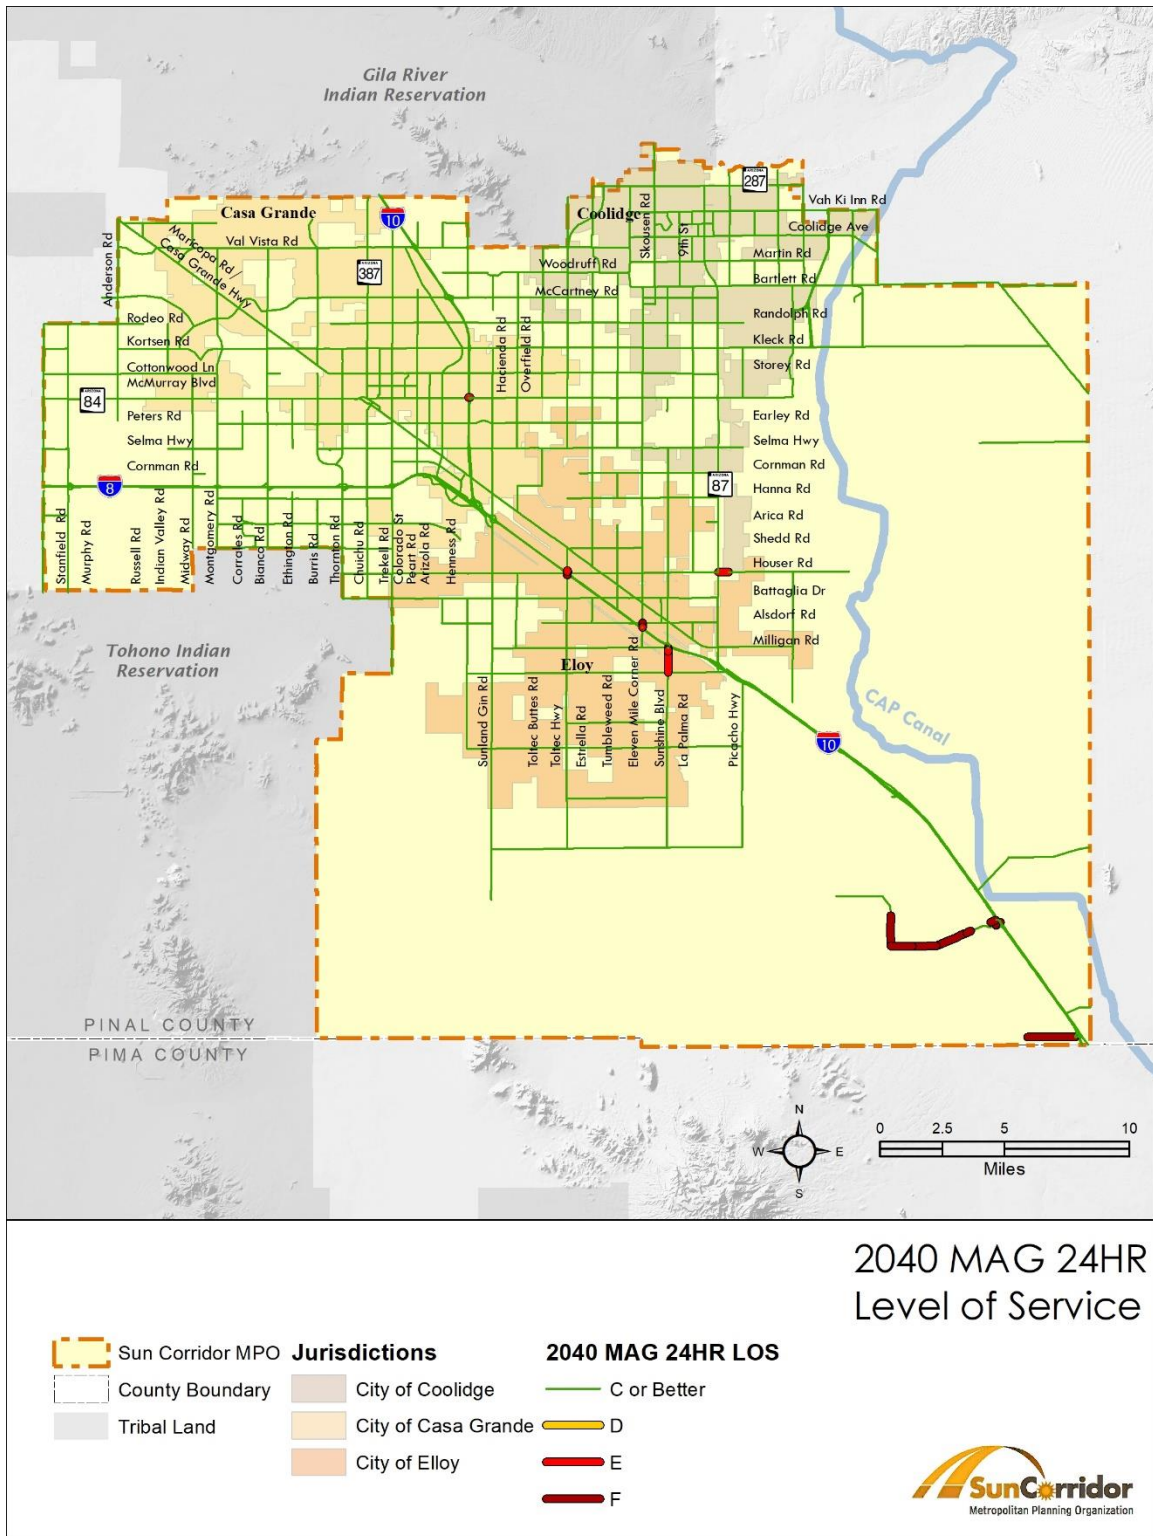 Gila River
Indian Reservation
ARIZONA
287
Vah Ki Inn Rd
Casa Grande
10
Coolidge
Skousen Rd
9th St
Coolidge Ave
Anderson Rd
Maricopa Rd /
Casa Grande Hwy
Val Vista Rd
ARIZONA
387
Woodruff Rd
Martin Rd
McCartney Rd
Bartlett Rd
Rodeo Rd
Randolph Rd
Kortsen Rd
Hacienda Rd
Overfield Rd
Kleck Rd
Cottonwood Ln
Storey Rd
McMurray Blvd
ARIZONA
84
Peters Rd
Earley Rd
Selma Hwy
Selma Hwy
Cornman Rd
Cornman Rd
8
ARIZONA
87
Hanna Rd
Arica Rd
Shedd Rd
Houser Rd
Battaglia Dr
Alsdorf Rd
Milligan Rd
Stanfield Rd
Murphy Rd
Russell Rd
Indian Valley Rd
Midway Rd
Montgomery Rd
Corrales Rd
Bianco Rd
Ethington Rd
Burris Rd
Thornton Rd
Chuichu Rd
Trekell Rd
Colorado St
Peart Rd
Arizola Rd
Henness Rd
Tohono Indian
Reservation
Eloy
Sunland Gin Rd
Toltec Buttes Rd
Toltec Hwy
Estrella Rd
Tumbleweed Rd
Eleven Mile Corner Rd
Sunshine Blvd
La Palma Rd
Picacho Hwy
10
CAP Canal
PINAL COUNTY
PIMA COUNTY
N
W E
S
0 2.5 5 10
Miles
2040 MAG 24HR
Level of Service
Sun Corridor MPO
County Boundary
Tribal Land
Jurisdictions
City of Coolidge
City of Casa Grande
City of Elloy
2040 MAG 24HR LOS
C or Better
D
E
F
SunCorridor
Metropolitan Planning Organization